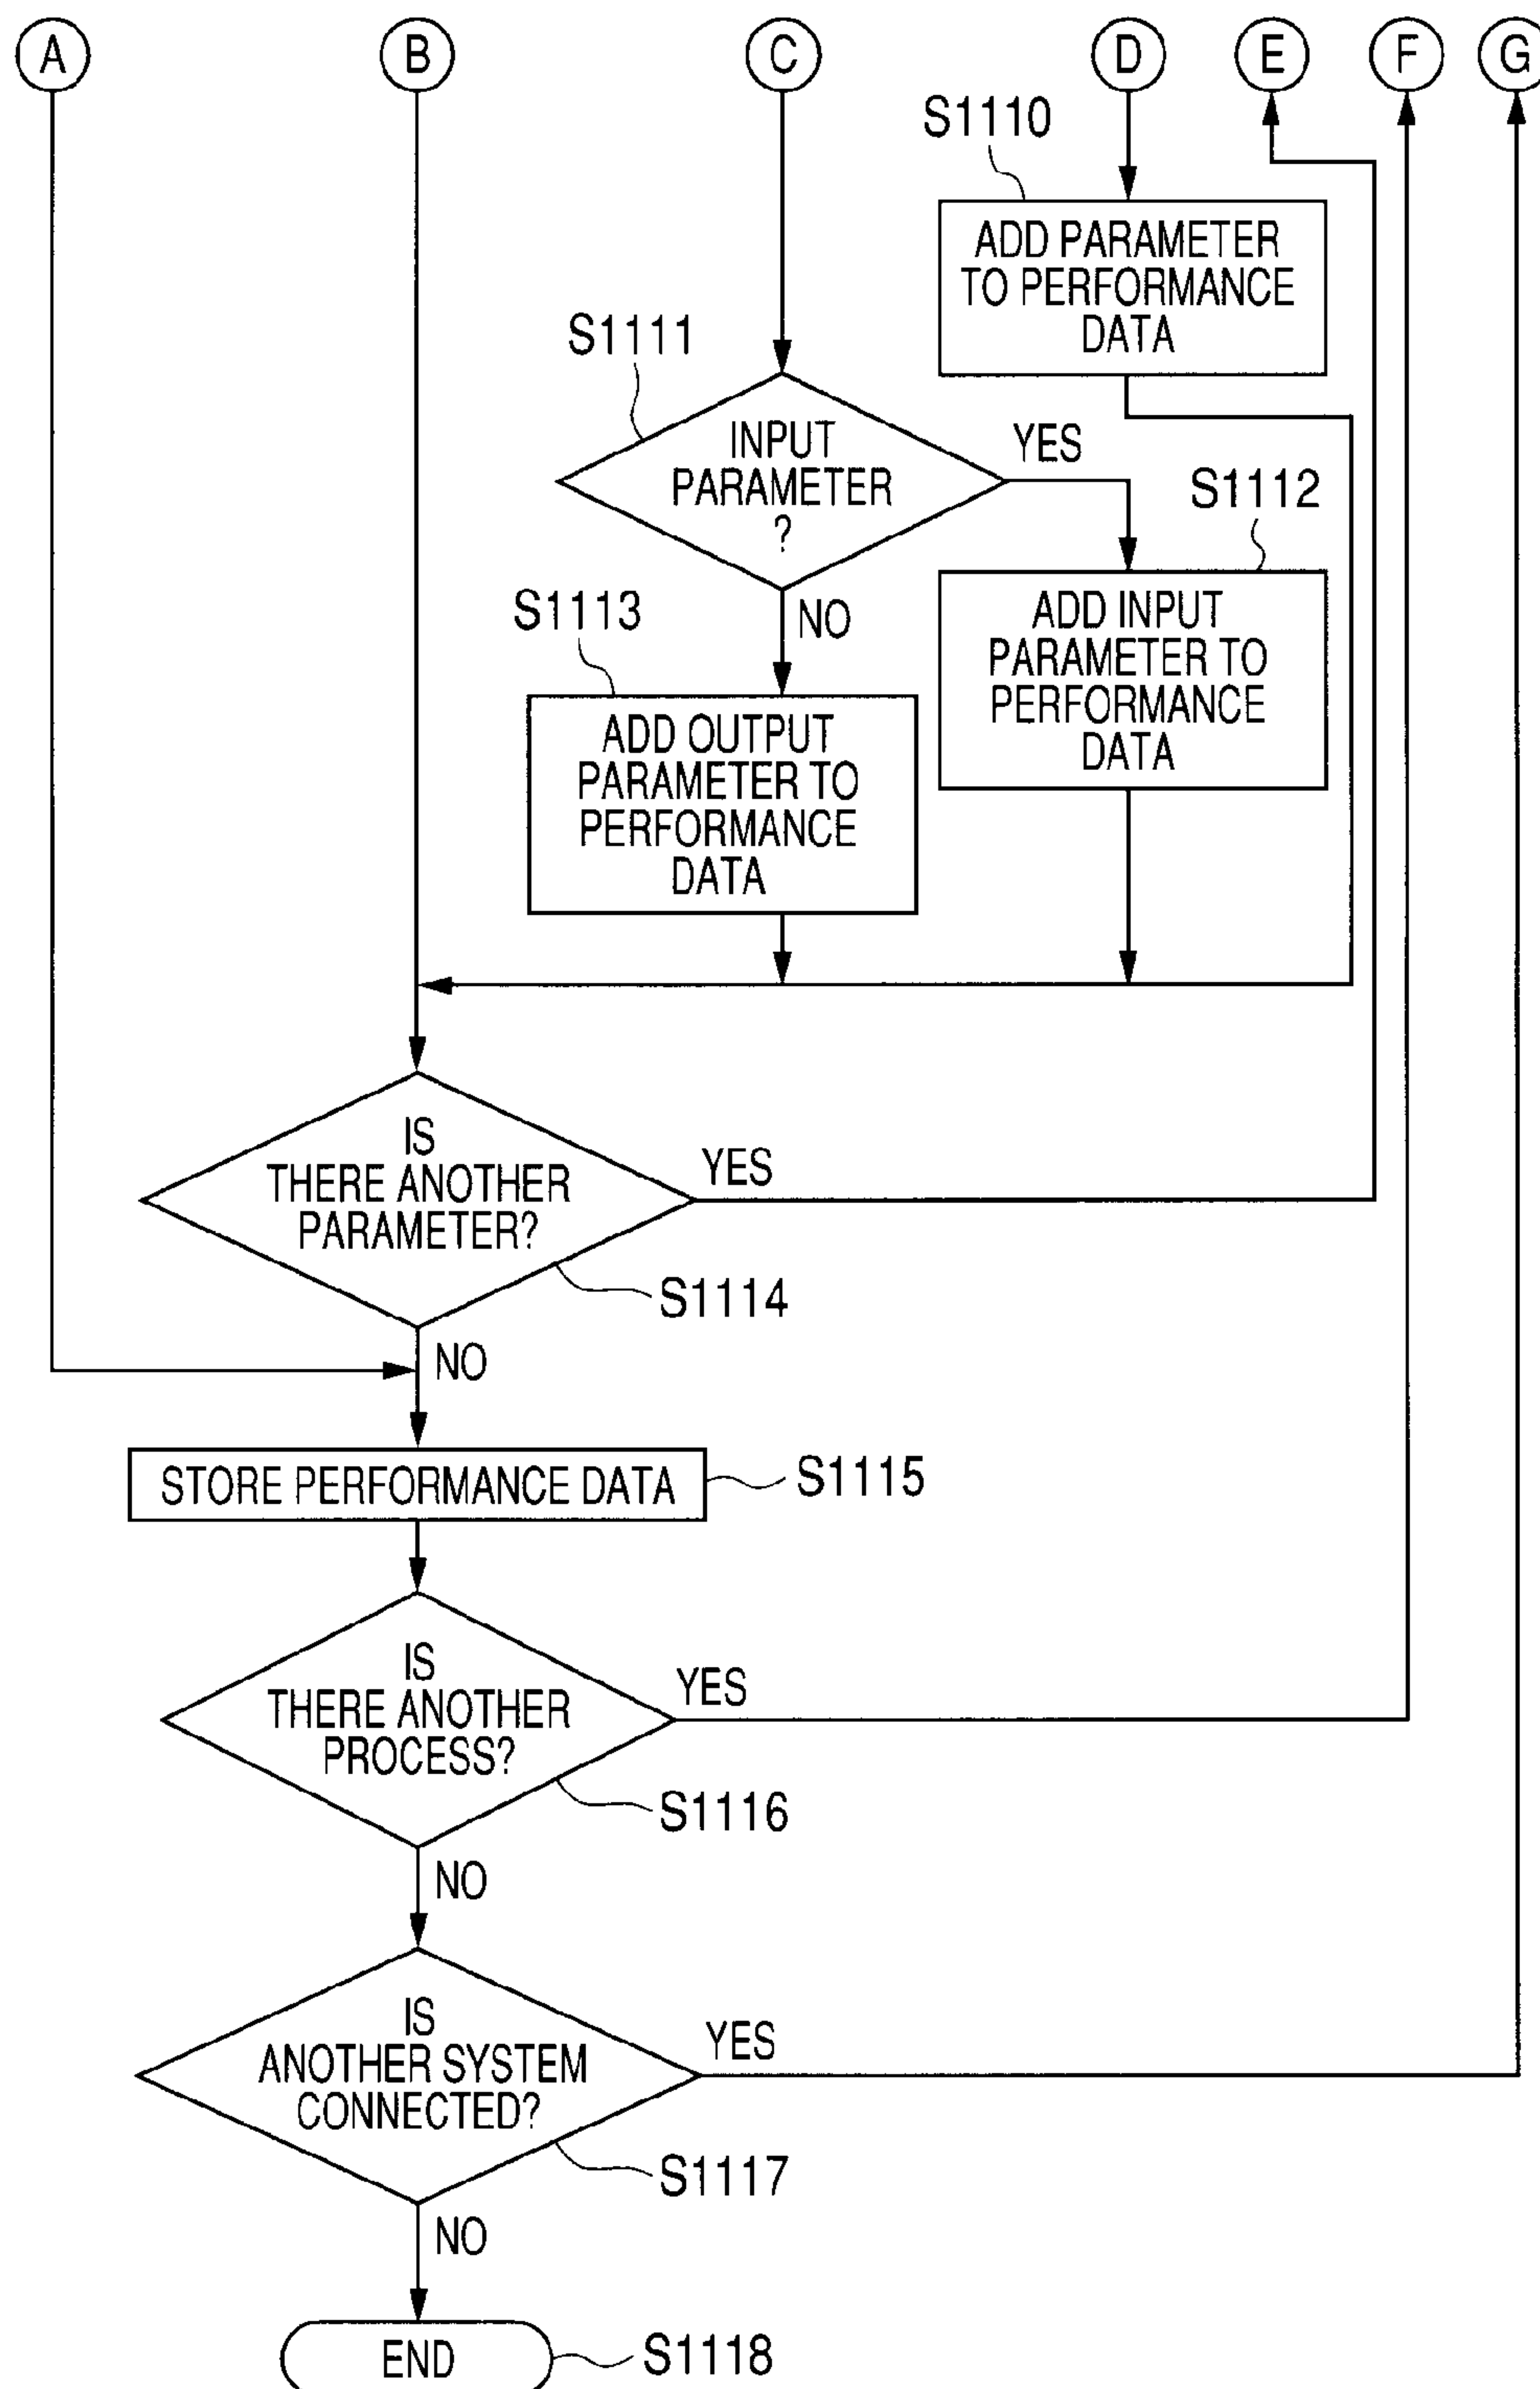 A
B
C
D
E
F
G
S1110
ADD PARAMETER
TO PERFORMANCE
DATA
S1111
INPUT
PARAMETER
?
YES
S1112
ADD INPUT
PARAMETER TO
PERFORMANCE
DATA
NO
S1113
ADD OUTPUT
PARAMETER TO
PERFORMANCE
DATA
IS
THERE ANOTHER
PARAMETER?
YES
S1114
NO
STORE PERFORMANCE DATA
S1115
IS
THERE ANOTHER
PROCESS?
YES
S1116
NO
IS
ANOTHER SYSTEM
CONNECTED?
YES
S1117
NO
END
S1118